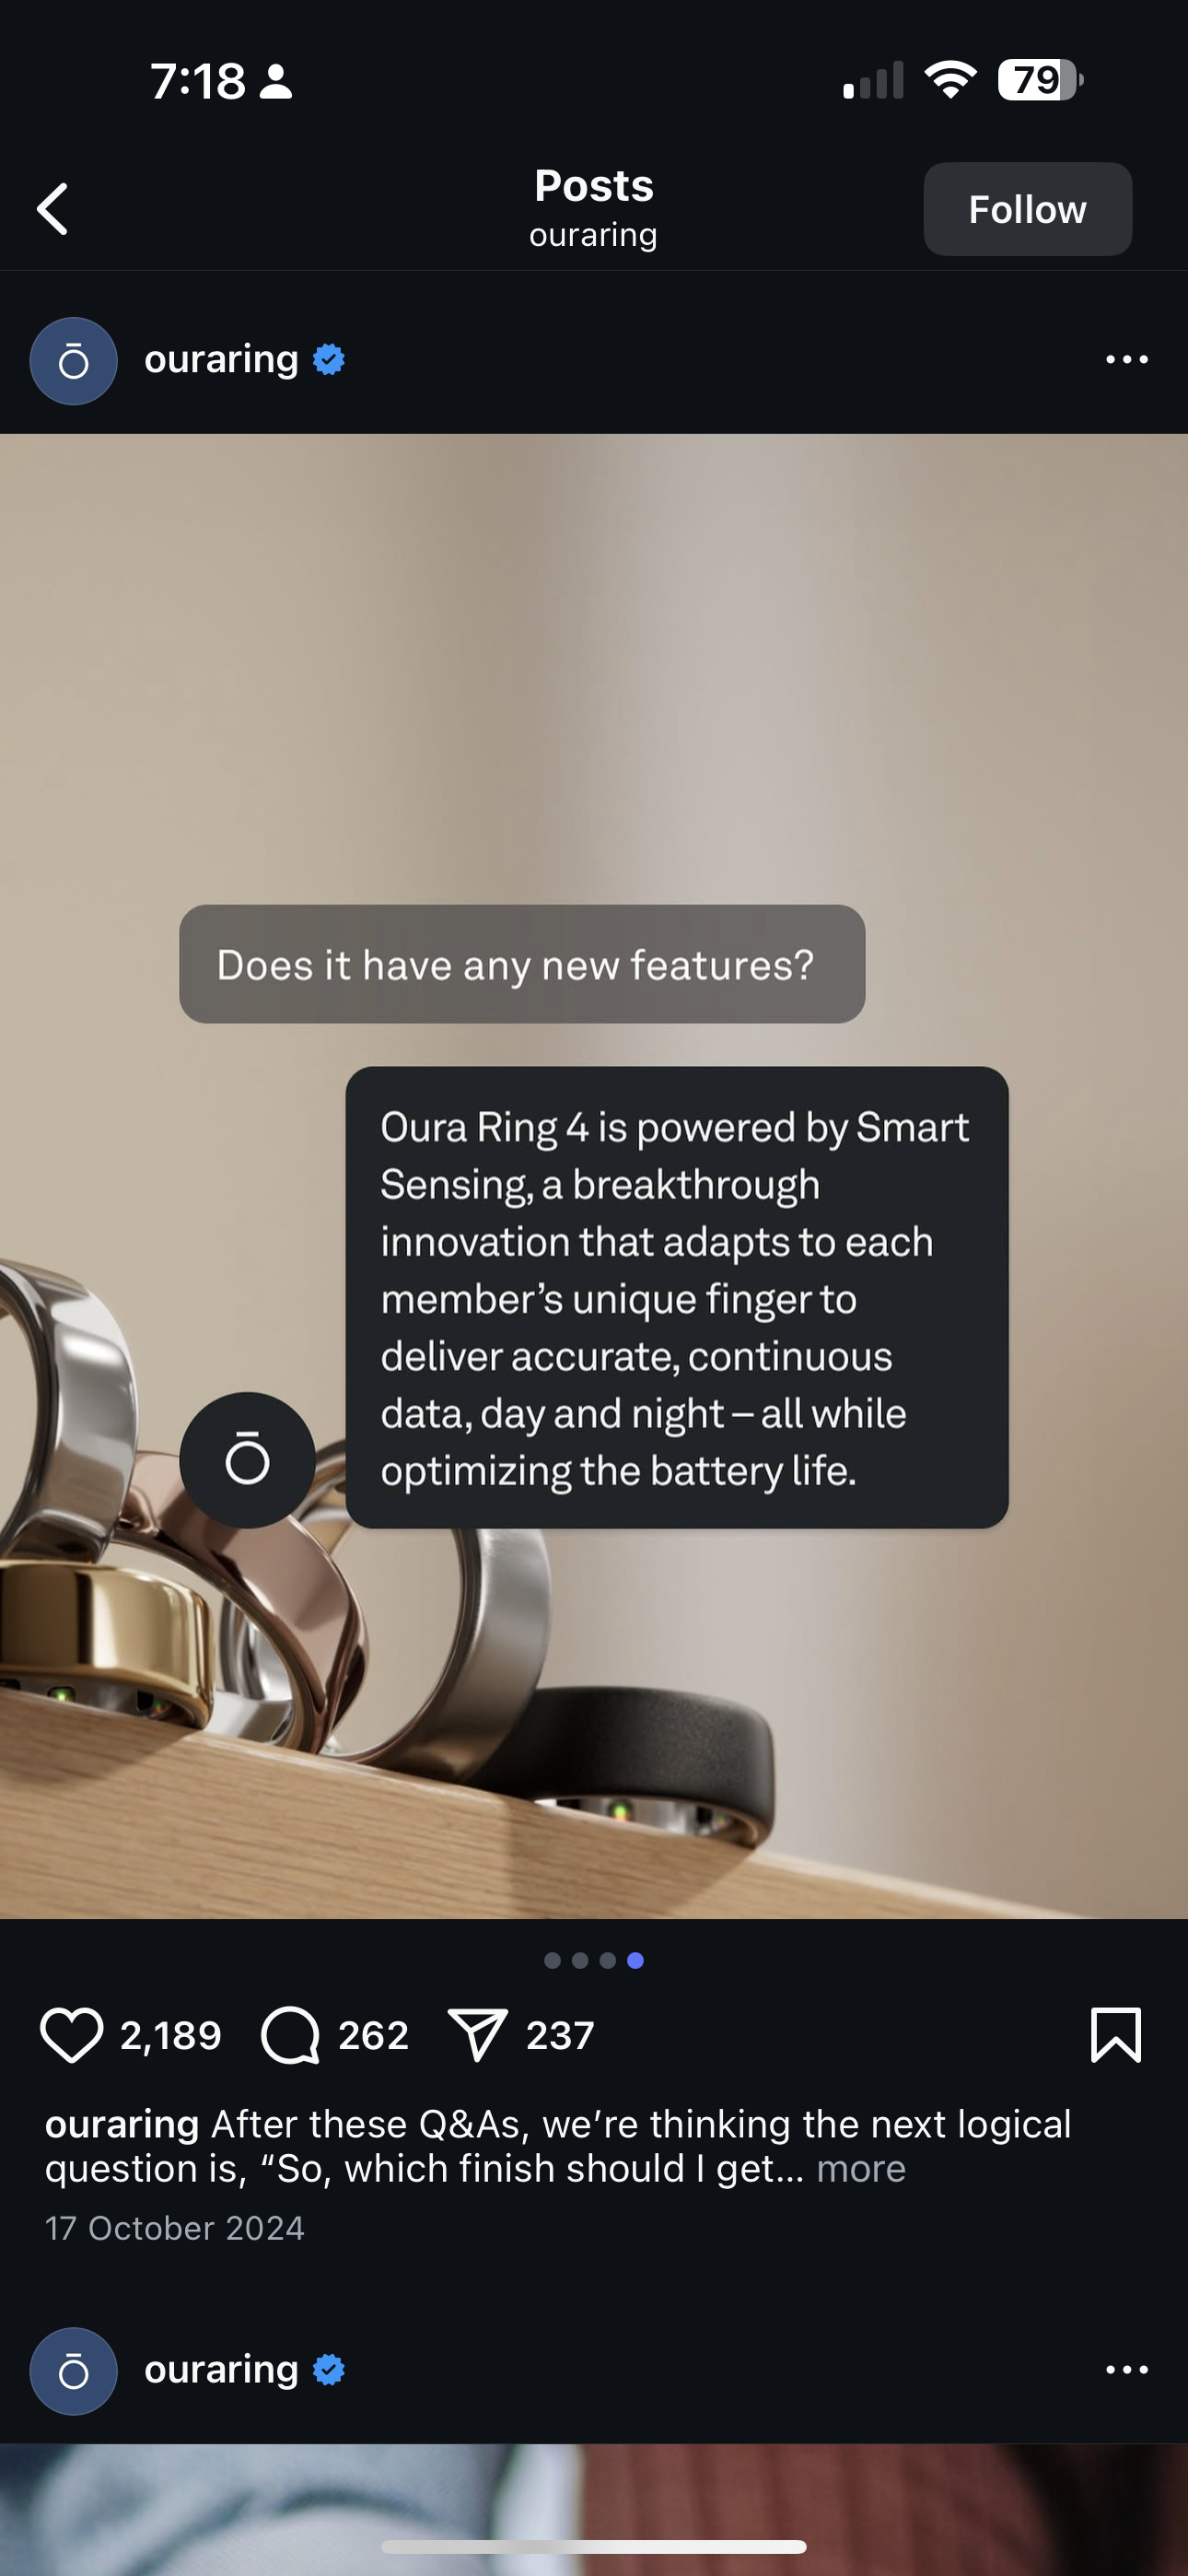 7:18
79
Posts
ouraring
Follow
ouraring
Does it have any new features?
Oura Ring 4 is powered by Smart
Sensing, a breakthrough
innovation that adapts to each
member’s unique finger to
deliver accurate, continuous
data, day and night – all while
optimizing the battery life.
2,189 262 237
ouraring After these Q&As, we’re thinking the next logical
question is, “So, which finish should I get... more
17 October 2024
ouraring